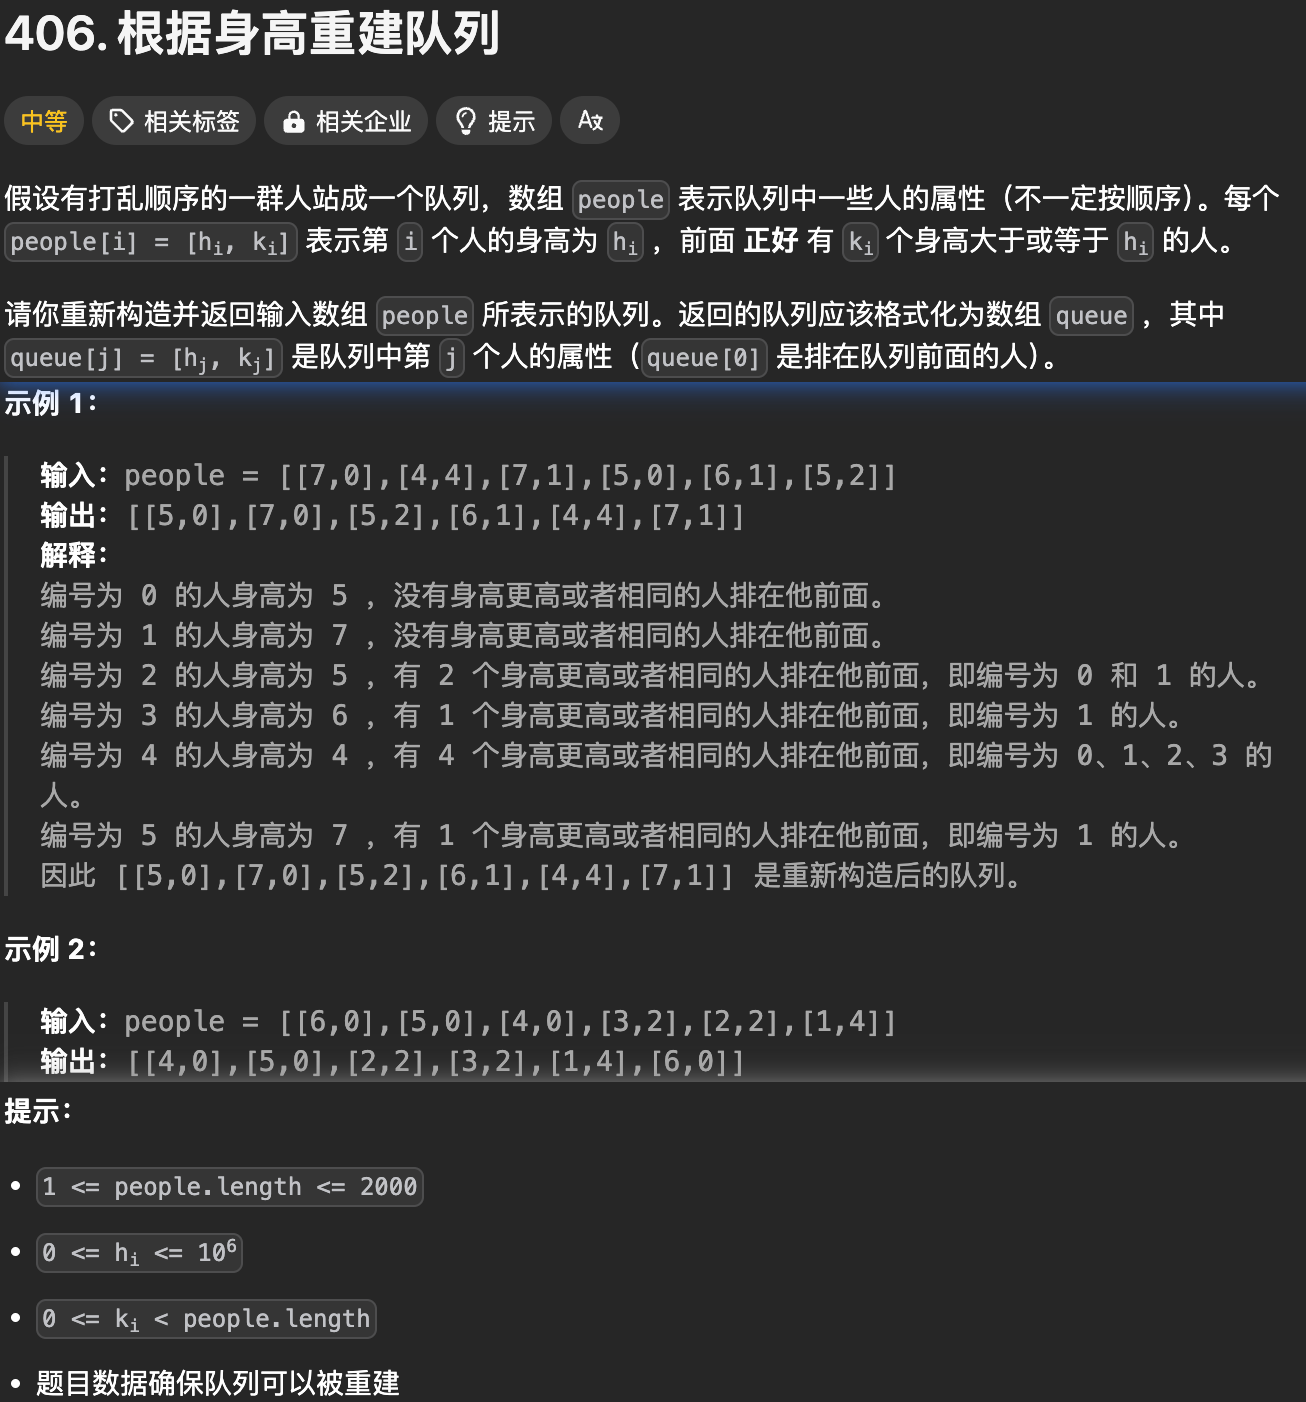 406. 根据身高重建队列
中等 相关标签 相关企业 提示 A文
假设有打乱顺序的一群人站成一个队列，数组 people 表示队列中一些人的属性（不一定按顺序）。每个
people[i] = [hi, ki] 表示第 i 个人的身高为 hi ，前面 正好 有 ki 个身高大于或等于 hi 的人。
请你重新构造并返回输入数组 people 所表示的队列。返回的队列应该格式化为数组 queue ，其中
queue[j] = [hj, kj] 是队列中第 j 个人的属性（queue[0] 是排在队列前面的人）。
示例 1：
输入：people = [[7,0],[4,4],[7,1],[5,0],[6,1],[5,2]]
输出：[[5,0],[7,0],[5,2],[6,1],[4,4],[7,1]]
解释：
编号为 0 的人身高为 5 ，没有身高更高或者相同的人排在他前面。
编号为 1 的人身高为 7 ，没有身高更高或者相同的人排在他前面。
编号为 2 的人身高为 5 ，有 2 个身高更高或者相同的人排在他前面，即编号为 0 和 1 的人。
编号为 3 的人身高为 6 ，有 1 个身高更高或者相同的人排在他前面，即编号为 1 的人。
编号为 4 的人身高为 4 ，有 4 个身高更高或者相同的人排在他前面，即编号为 0、1、2、3 的
人。
编号为 5 的人身高为 7 ，有 1 个身高更高或者相同的人排在他前面，即编号为 1 的人。
因此 [[5,0],[7,0],[5,2],[6,1],[4,4],[7,1]] 是重新构造后的队列。
示例 2：
输入：people = [[6,0],[5,0],[4,0],[3,2],[2,2],[1,4]]
输出：[[4,0],[5,0],[2,2],[3,2],[1,4],[6,0]]
提示：
• 1 <= people.length <= 2000
• 0 <= hi <= 10^6
• 0 <= ki < people.length
• 题目数据确保队列可以被重建